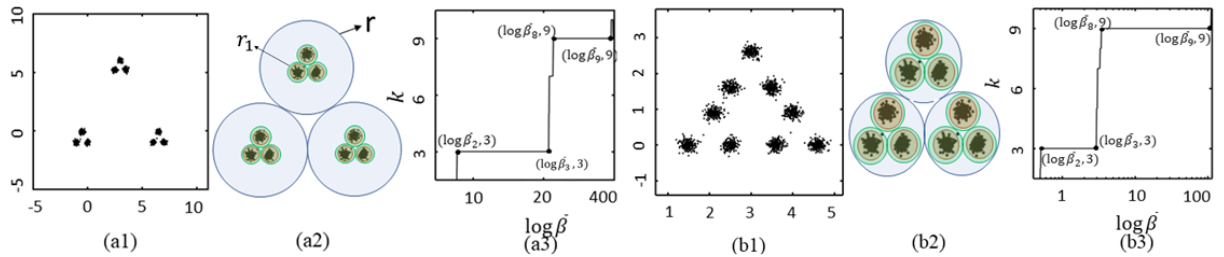 10
5
0
-5
-5 0 5 10
(a1)
r
r₁
(a2)
9
6
3
k
(log β₈⁻, 9)
(log β₉⁻, 9)
(log β₂⁻, 3)
(log β₃⁻, 3)
10 20 400
log β⁻
(a3)
3
2
1
0
-1
1 2 3 4 5
(b1)
(b2)
9
6
3
k
(log β₈⁻, 9)
(log β₉⁻, 9)
(log β₂⁻, 3)
(log β₃⁻, 3)
1 10 100
log β⁻
(b3)